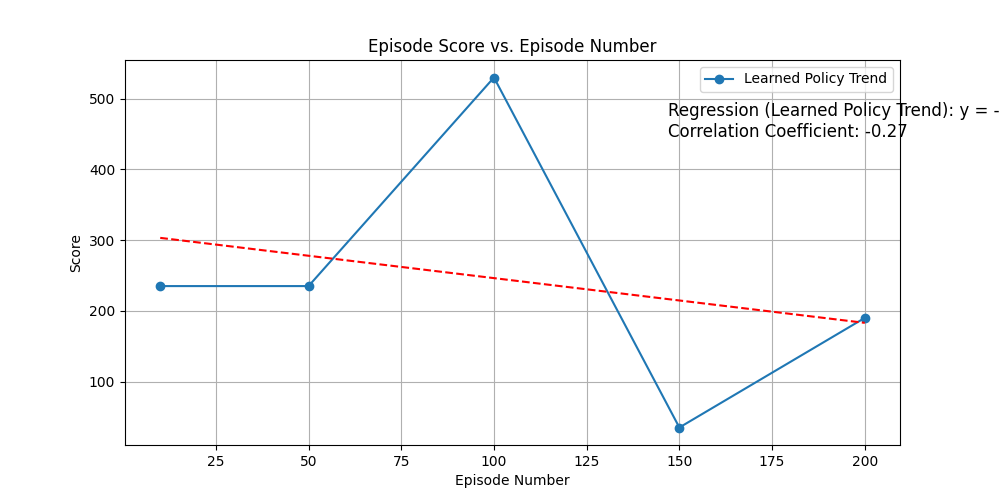 Episode Score vs. Episode Number
Learned Policy Trend
Regression (Learned Policy Trend): y = -
Correlation Coefficient: -0.27
Score
500
400
300
200
100
25 50 75 100 125 150 175 200
Episode Number